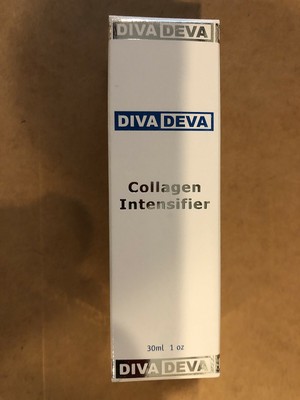 DIVA DEVA
DIVA DEVA
Collagen
Intensifier
30ml 1 oz
DIVA DEVA